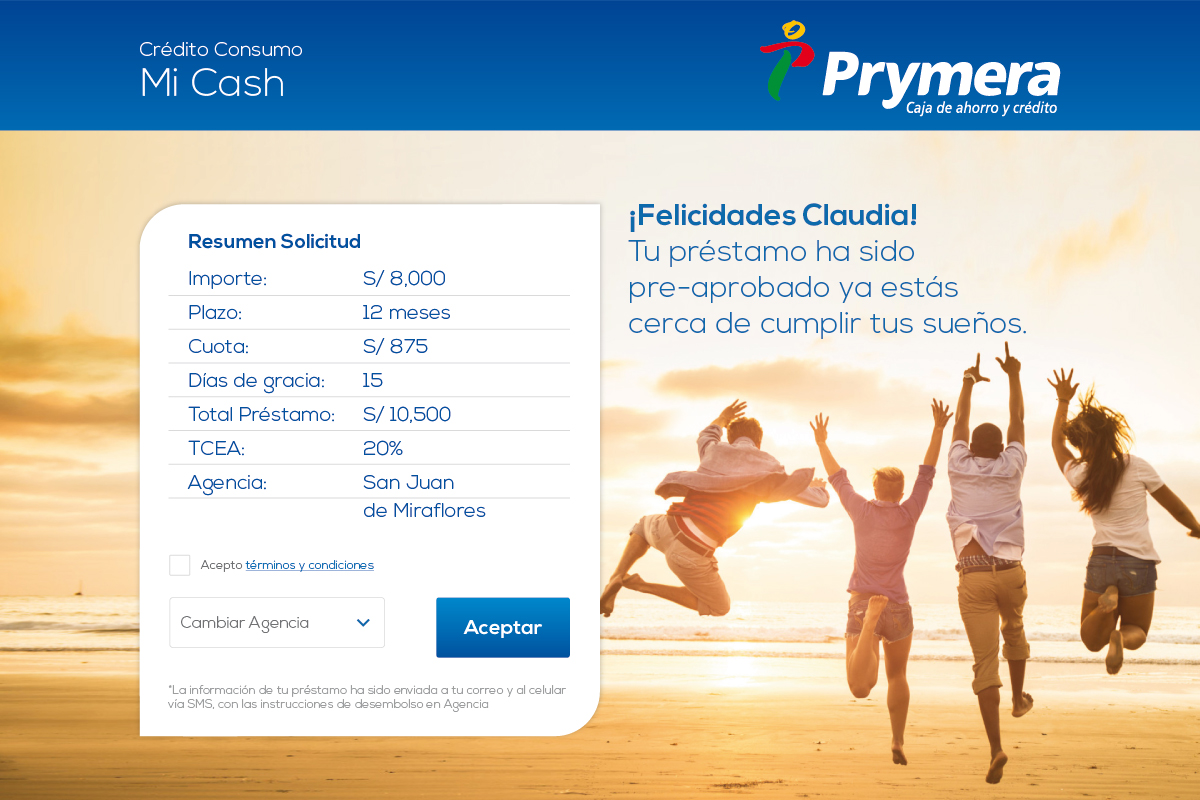 Crédito Consumo
Mi Cash
Prymera
Caja de ahorro y crédito
¡Felicidades Claudia!
Tu préstamo ha sido
pre-aprobado ya estás
cerca de cumplir tus sueños.
Resumen Solicitud
Importe: S/ 8,000
Plazo: 12 meses
Cuota: S/ 875
Días de gracia: 15
Total Préstamo: S/ 10,500
TCEA: 20%
Agencia: San Juan
de Miraflores
Acepto términos y condiciones
Cambiar Agencia
Aceptar
*La información de tu préstamo ha sido enviada a tu correo y al celular
vía SMS, con las instrucciones de desembolso en Agencia